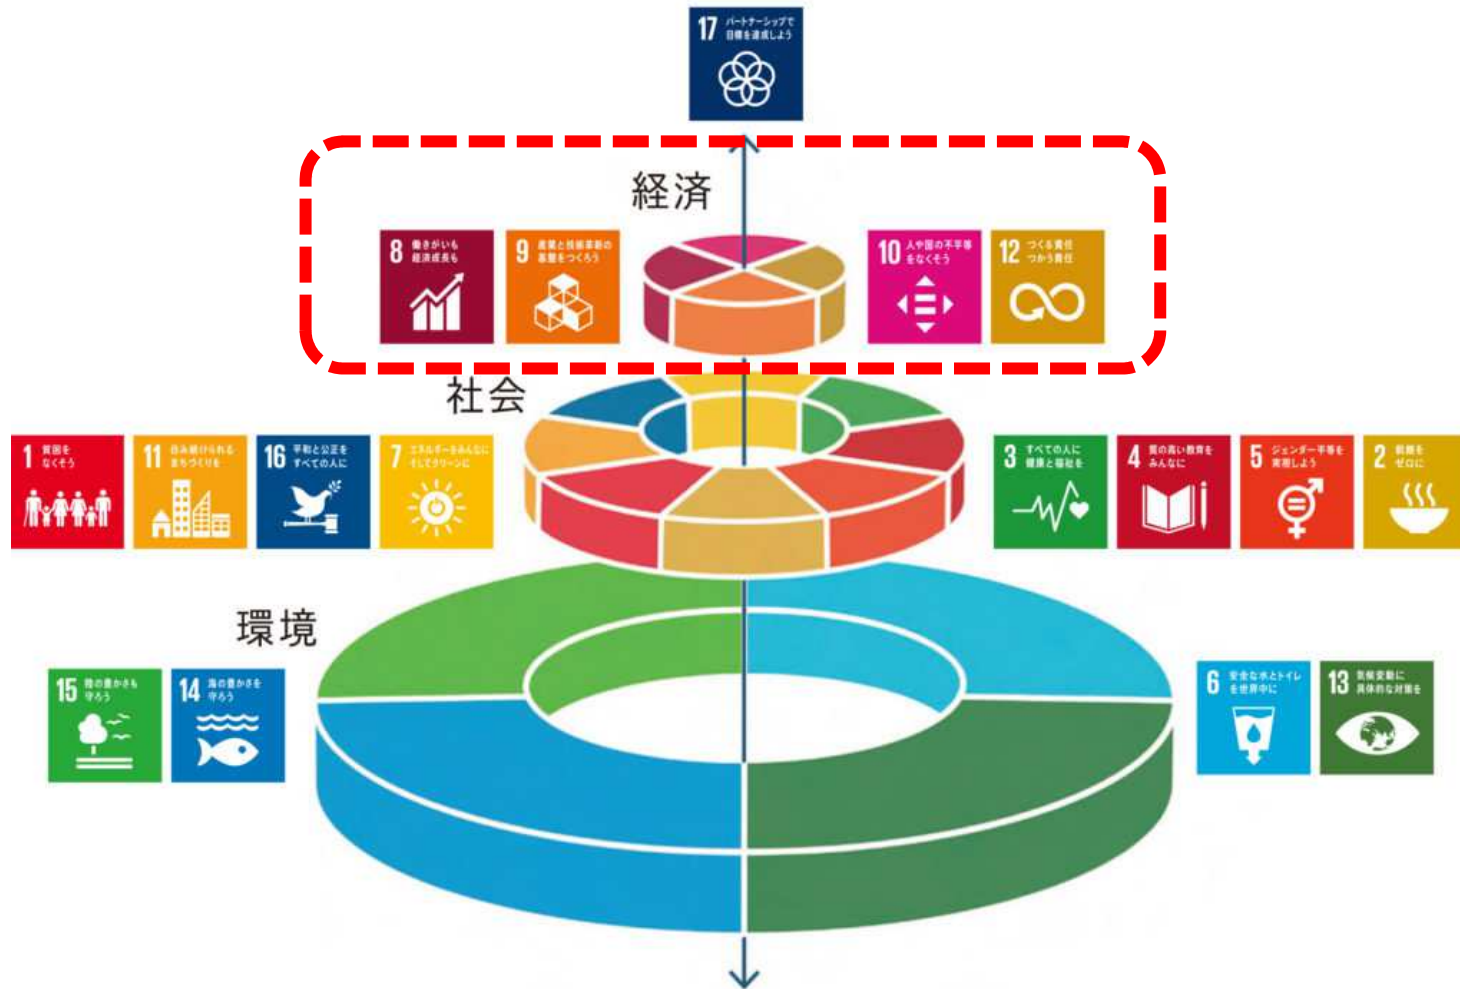 17 パートナーシップで
目標を達成しよう
経済
8 働きがいも
経済成長も
9 産業と技術革新の
基盤をつくろう
10 人や国の不平等
をなくそう
12 つくる責任
つかう責任
社会
1 貧困を
なくそう
11 住み続けられる
まちづくりを
16 平和と公正を
すべての人に
7 エネルギーをみんなに
そしてクリーンに
3 すべての人に
健康と福祉を
4 質の高い教育を
みんなに
5 ジェンダー平等を
実現しよう
2 飢餓を
ゼロに
環境
15 陸の豊かさも
守ろう
14 海の豊かさを
守ろう
6 安全な水とトイレ
を世界中に
13 気候変動に
具体的な対策を